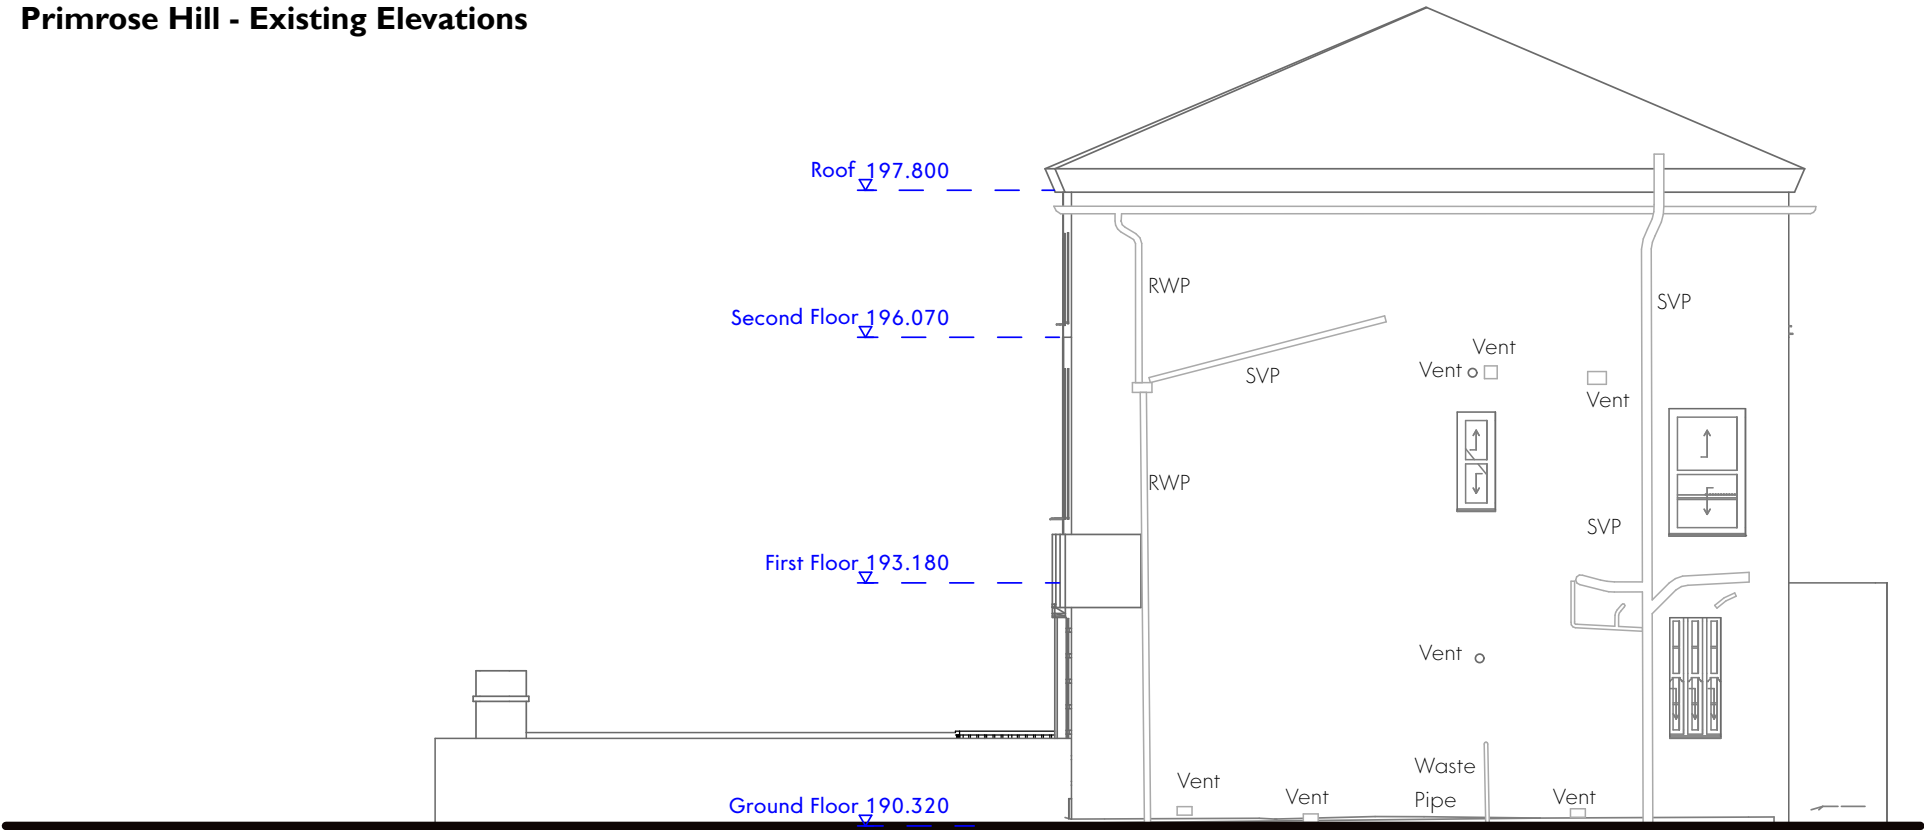 Primrose Hill - Existing Elevations
Roof 197.800
RWP
SVP
Second Floor 196.070
Vent
Vent
SVP
Vent
RWP
SVP
First Floor 193.180
Vent
Waste
Pipe
Vent
Vent
Vent
Ground Floor 190.320